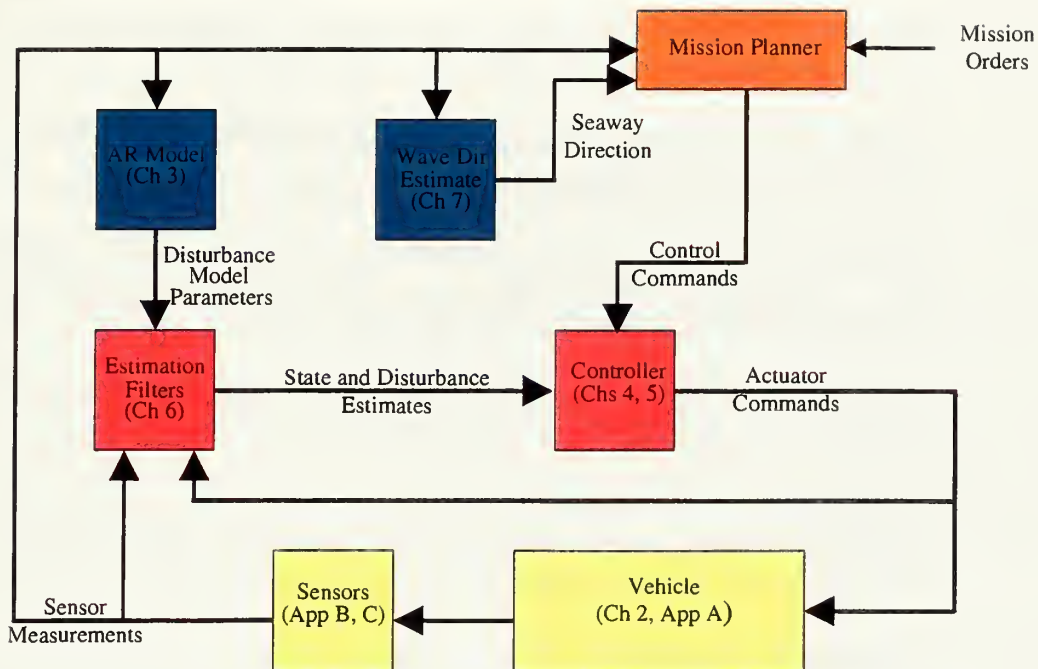 Mission Planner
Mission
Orders
Seaway
Direction
AR Model
(Ch 3)
Wave Dir
Estimate
(Ch 7)
Disturbance
Model
Parameters
Control
Commands
Estimation
Filters
(Ch 6)
State and Disturbance
Estimates
Controller
(Chs 4, 5)
Actuator
Commands
Sensors
(App B, C)
Vehicle
(Ch 2, App A)
Sensor
Measurements